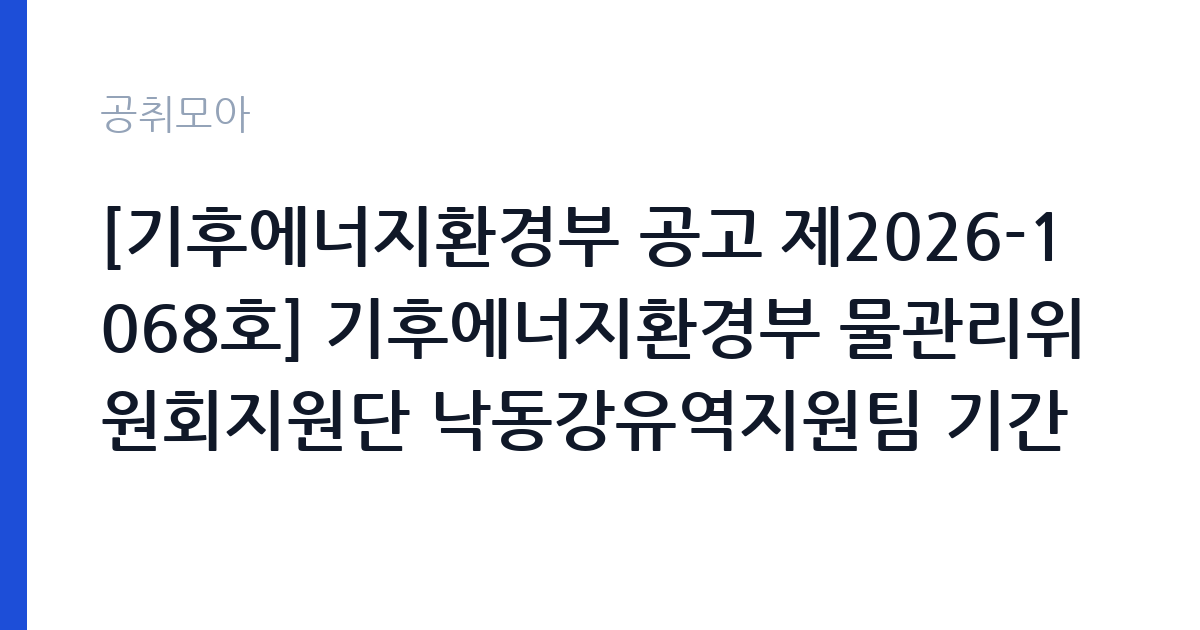 공취모아
[기후에너지환경부 공고 제2026-1
068호] 기후에너지환경부 물관리위
원회지원단 낙동강유역지원팀 기간